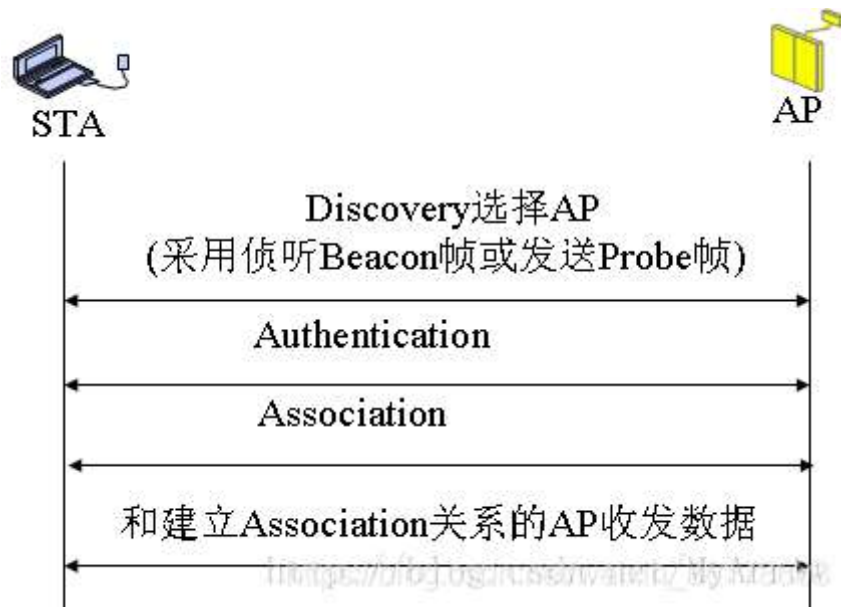 STA
AP
Discovery选择AP
(采用侦听Beacon帧或发送Probe帧)
Authentication
Association
和建立Association关系的AP收发数据